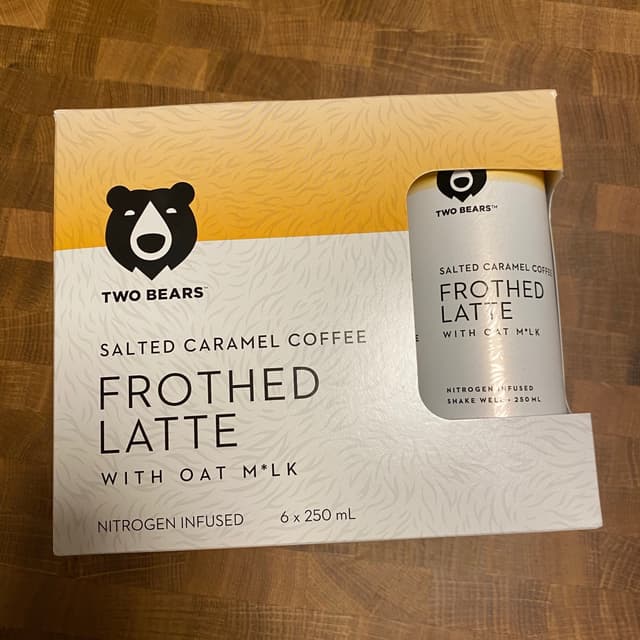 TWO BEARS™
SALTED CARAMEL COFFEE
FROTHED
LATTE
WITH OAT M*LK
NITROGEN INFUSED 6 x 250 mL
TWO BEARS™
SALTED CARAMEL COFFEE
FROTHED
LATTE
WITH OAT M*LK
NITROGEN INFUSED
SHAKE WELL • 250 ML